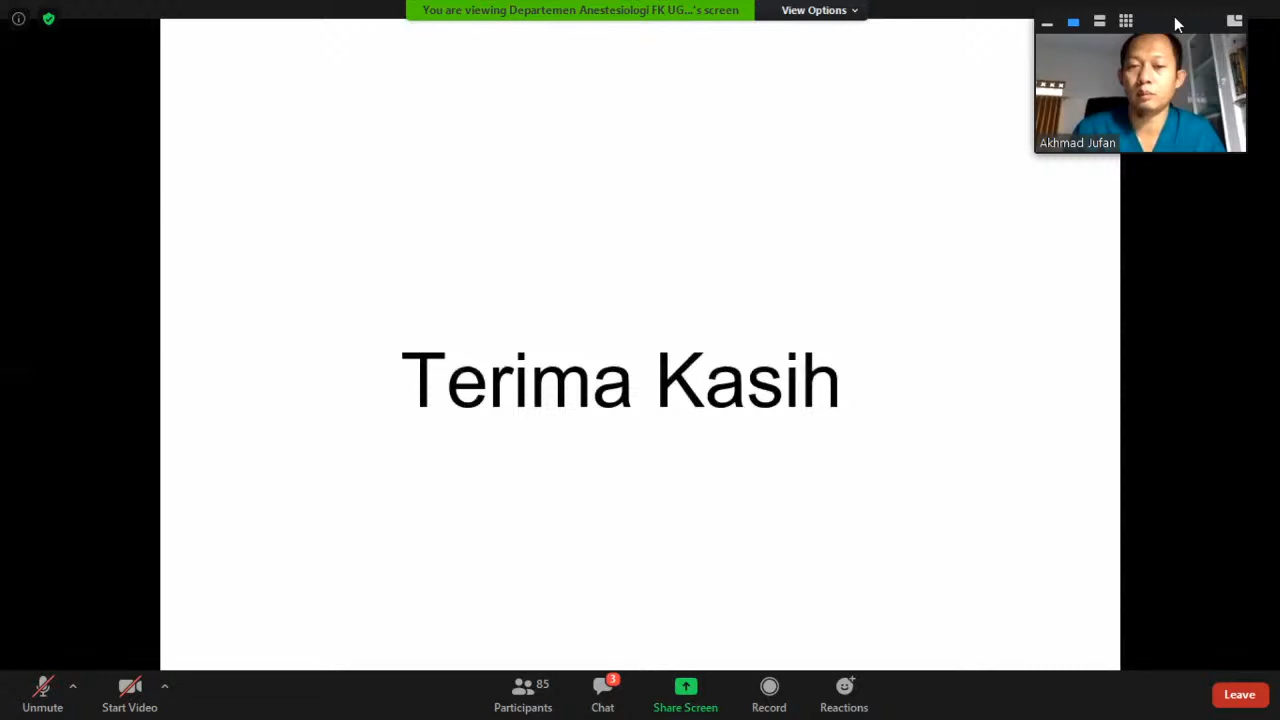 You are viewing Departemen Anestesiologi FK UG...'s screen
View Options
Akhmad Jufan
Terima Kasih
Unmute
Start Video
85
Participants
3
Chat
Share Screen
Record
Reactions
Leave